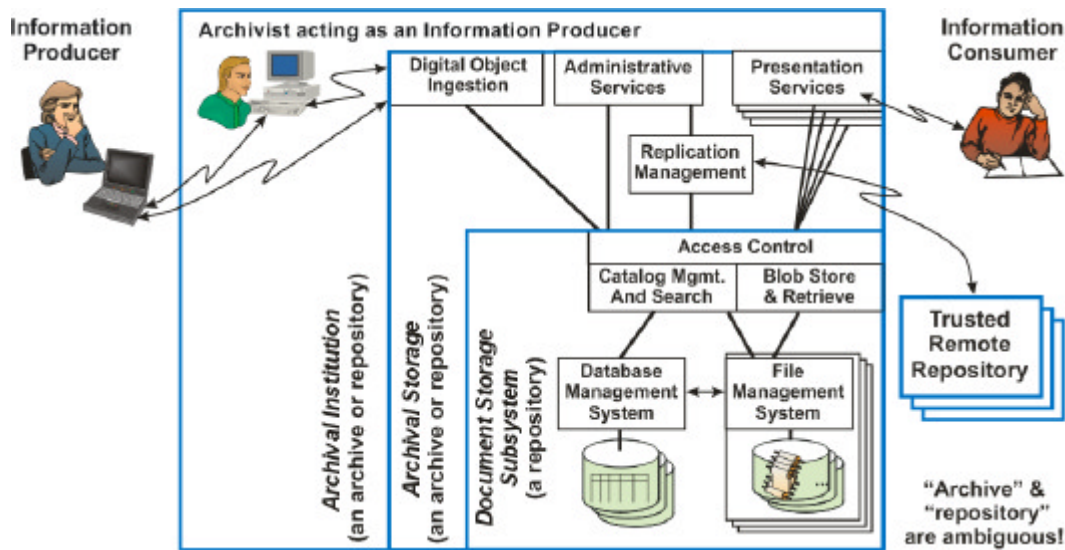 Information
Producer
Archivist acting as an Information Producer
Information
Consumer
Digital Object
Ingestion
Administrative
Services
Presentation
Services
Replication
Management
Access Control
Catalog Mgmt.
And Search
Blob Store
& Retrieve
Archival Institution
(an archive or repository)
Archival Storage
(an archive or repository)
Document Storage
Subsystem
(a repository)
Database
Management
System
File
Management
System
...
Trusted
Remote
Repository
“Archive” &
“repository”
are ambiguous!